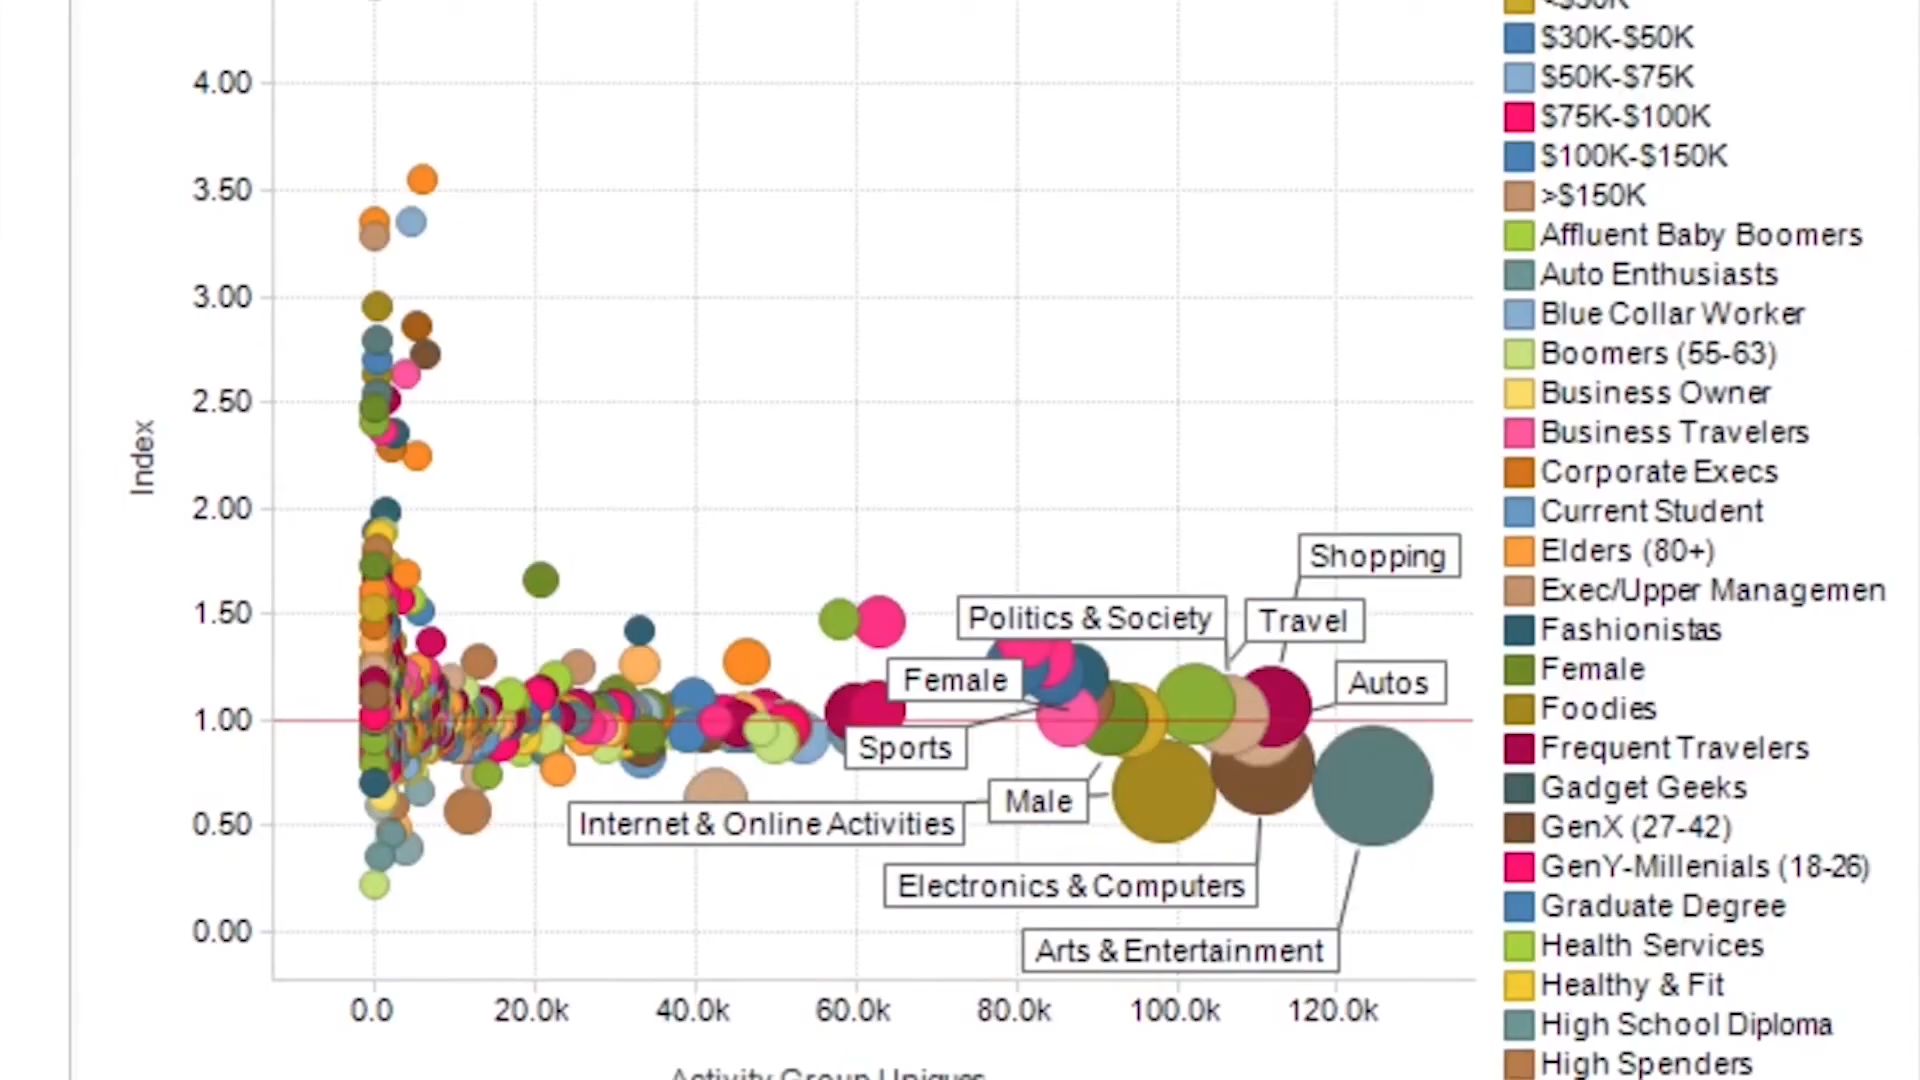 4.00
3.50
3.00
2.50
2.00
1.50
1.00
0.50
0.00
Index
0.0
20.0k
40.0k
60.0k
80.0k
100.0k
120.0k
Activity Group Uniques
Shopping
Politics & Society
Travel
Female
Autos
Sports
Male
Internet & Online Activities
Electronics & Computers
Arts & Entertainment
<$30K
$30K-$50K
$50K-$75K
$75K-$100K
$100K-$150K
>$150K
Affluent Baby Boomers
Auto Enthusiasts
Blue Collar Worker
Boomers (55-63)
Business Owner
Business Travelers
Corporate Execs
Current Student
Elders (80+)
Exec/Upper Managemen
Fashionistas
Female
Foodies
Frequent Travelers
Gadget Geeks
GenX (27-42)
GenY-Millenials (18-26)
Graduate Degree
Health Services
Healthy & Fit
High School Diploma
High Spenders